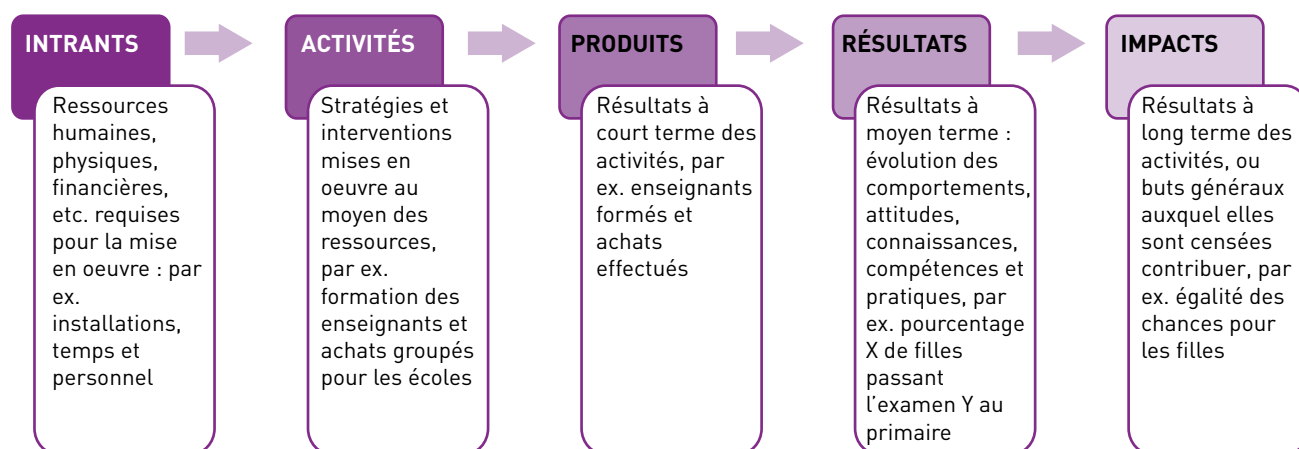 INTRANTS
Ressources
humaines,
physiques,
financières,
etc. requises
pour la mise
en oeuvre : par
ex.
installations,
temps et
personnel
ACTIVITÉS
Stratégies et
interventions
mises en
oeuvre au
moyen des
ressources,
par ex.
formation des
enseignants et
achats groupés
pour les écoles
PRODUITS
Résultats à
court terme des
activités, par
ex. enseignants
formés et
achats
effectués
RÉSULTATS
Résultats à
moyen terme :
évolution des
comportements,
attitudes,
connaissances,
compétences et
pratiques, par
ex. pourcentage
X de filles
passant
l'examen Y au
primaire
IMPACTS
Résultats à
long terme des
activités, ou
buts généraux
auxquel elles
sont censées
contribuer, par
ex. égalité des
chances pour
les filles